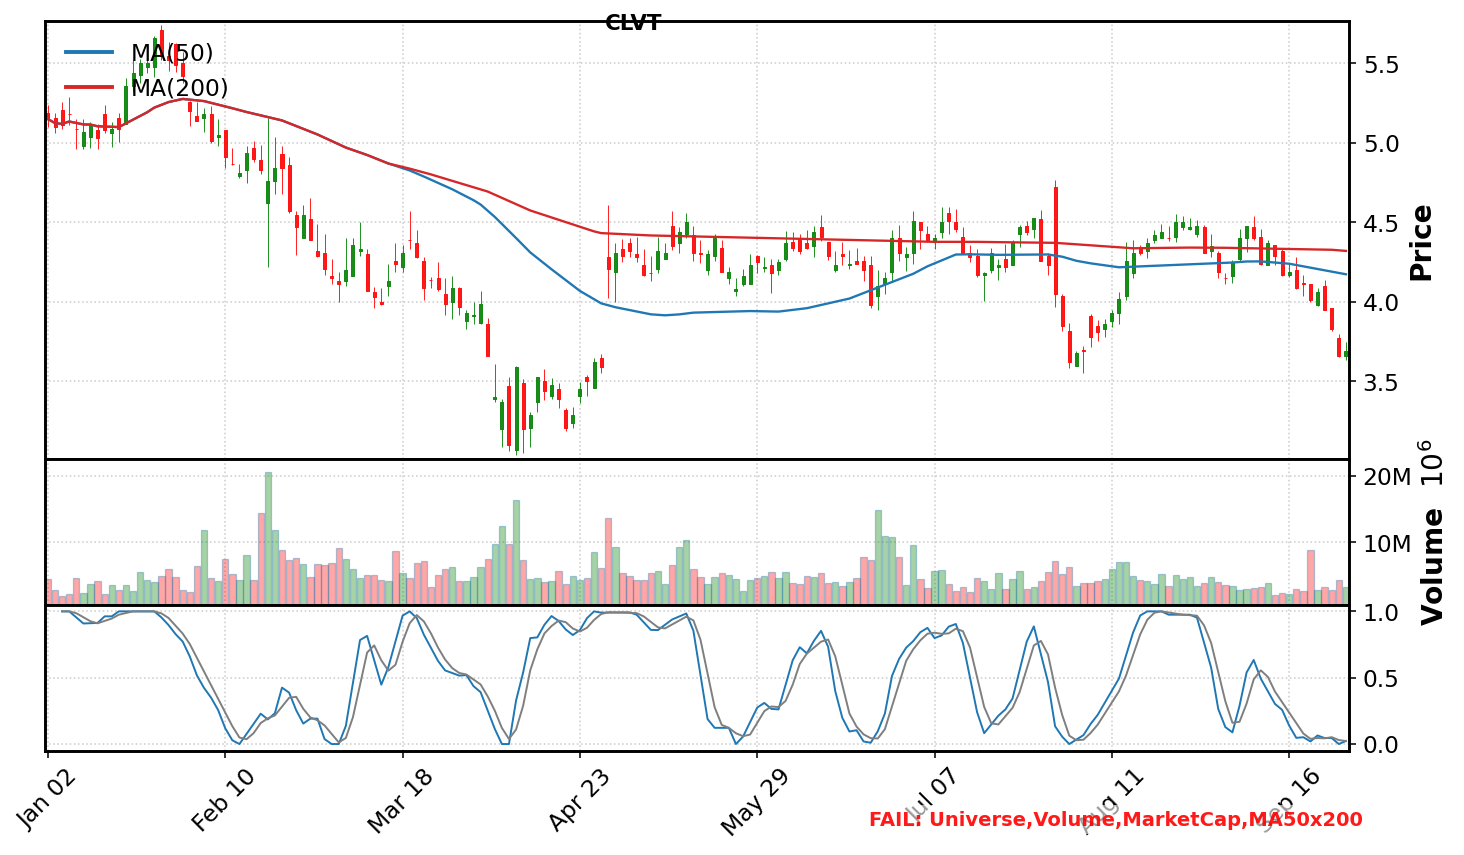 CLVT
MA(50)
MA(200)
5.5
5.0
4.5
4.0
3.5
Price
20M
10M
Volume 10^6
1.0
0.5
0.0
Jan 02
Feb 10
Mar 18
Apr 23
May 29
Jul 07
Aug 11
Sep 16
FAIL: Universe,Volume,MarketCap,MA50x200